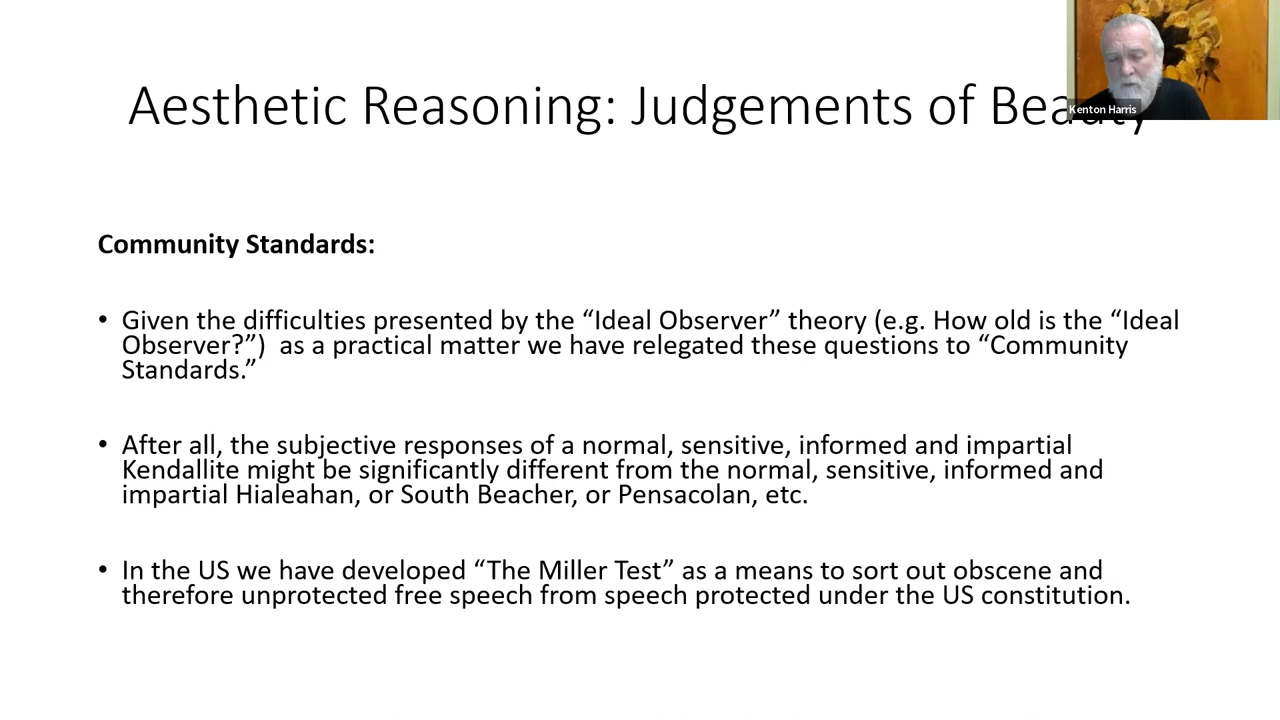 Aesthetic Reasoning: Judgements of Beauty
Kenton Harris
Community Standards:
• Given the difficulties presented by the “Ideal Observer” theory (e.g. How old is the “Ideal
Observer?”)  as a practical matter we have relegated these questions to “Community
Standards.”
• After all, the subjective responses of a normal, sensitive, informed and impartial
Kendallite might be significantly different from the normal, sensitive, informed and
impartial Hialeahan, or South Beacher, or Pensacolan, etc.
• In the US we have developed “The Miller Test” as a means to sort out obscene and
therefore unprotected free speech from speech protected under the US constitution.